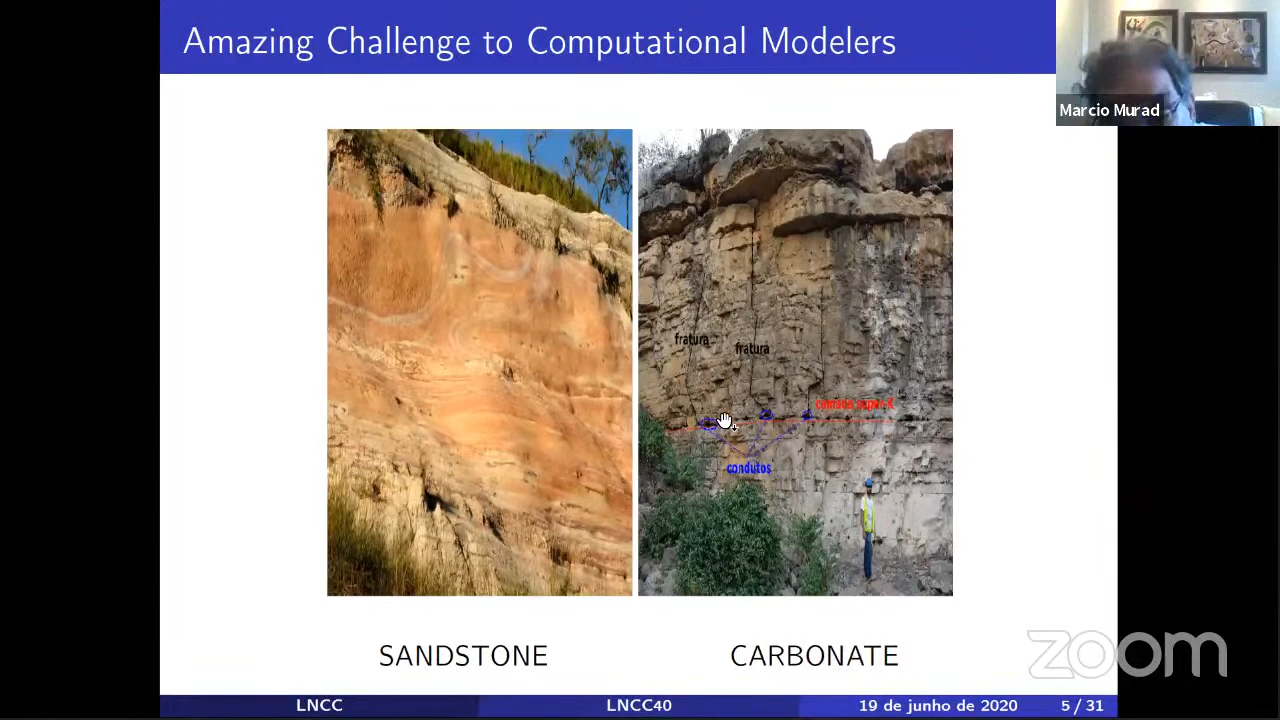 Amazing Challenge to Computational Modelers
Marcio Murad
fratura
fratura
camada super-K
condutos
SANDSTONE
CARBONATE
zoom
LNCC
LNCC40
19 de junho de 2020
5 / 31